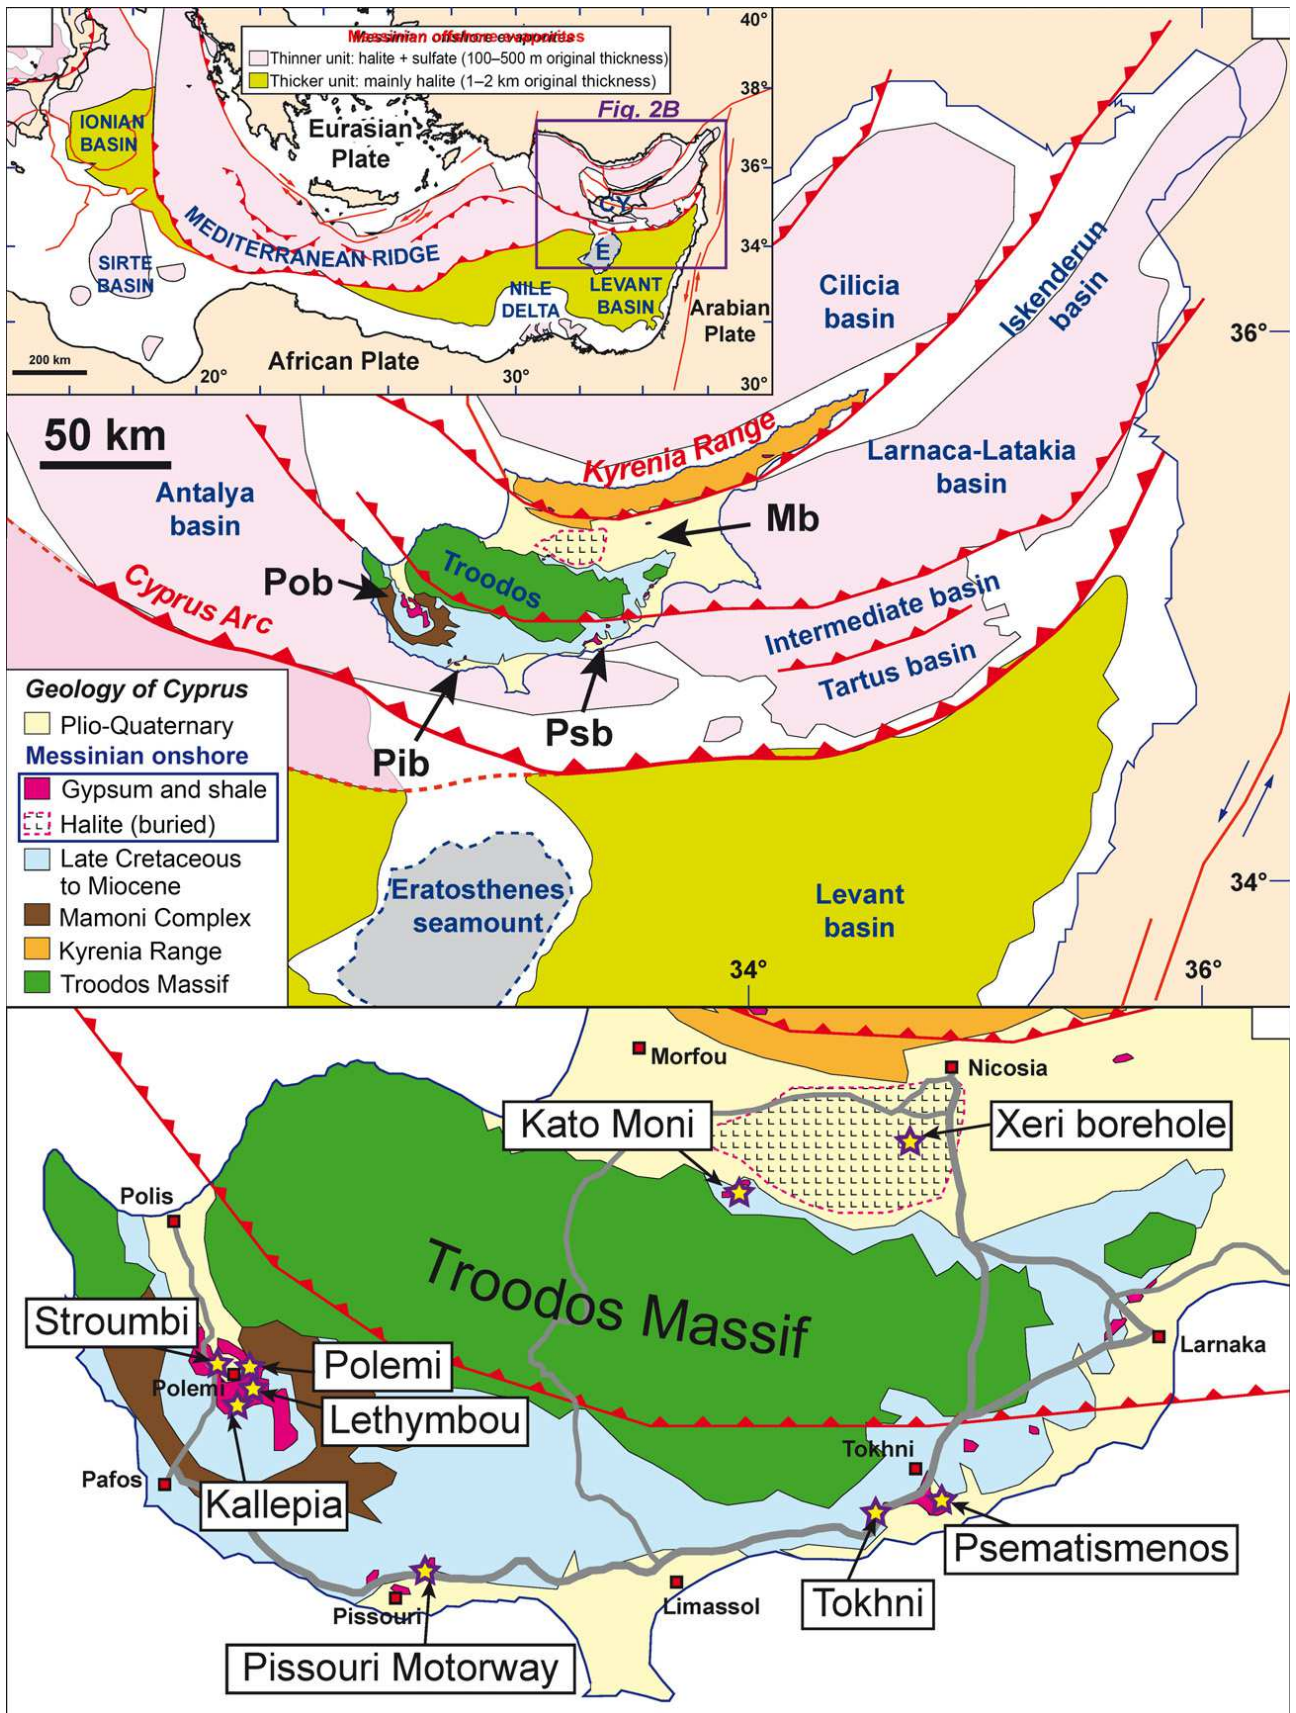 Messinian offshore evaporites
Thinner unit: halite + sulfate (100–500 m original thickness)
Thicker unit: mainly halite (1–2 km original thickness)
Fig. 2B
40°
38°
36°
34°
32°
30°
IONIAN
BASIN
Eurasian
Plate
CY
E
MEDITERRANEAN RIDGE
SIRTE
BASIN
NILE
DELTA
LEVANT
BASIN
Arabian
Plate
African Plate
200 km
20°
30°
Cilicia
basin
Iskenderun
basin
36°
50 km
Antalya
basin
Kyrenia Range
Larnaca-Latakia
basin
Mb
Pob
Troodos
Cyprus Arc
Intermediate basin
Tartus basin
Pib
Psb
Geology of Cyprus
Plio-Quaternary
Messinian onshore
Gypsum and shale
Halite (buried)
Late Cretaceous
to Miocene
Mamoni Complex
Kyrenia Range
Troodos Massif
Eratosthenes
seamount
Levant
basin
34°
34°
36°
Morfou
Nicosia
Kato Moni
Xeri borehole
Polis
Troodos Massif
Stroumbi
Polemi
Polemi
Lethymbou
Larnaka
Tokhni
Pafos
Kallepia
Psematismenos
Tokhni
Pissouri
Limassol
Pissouri Motorway